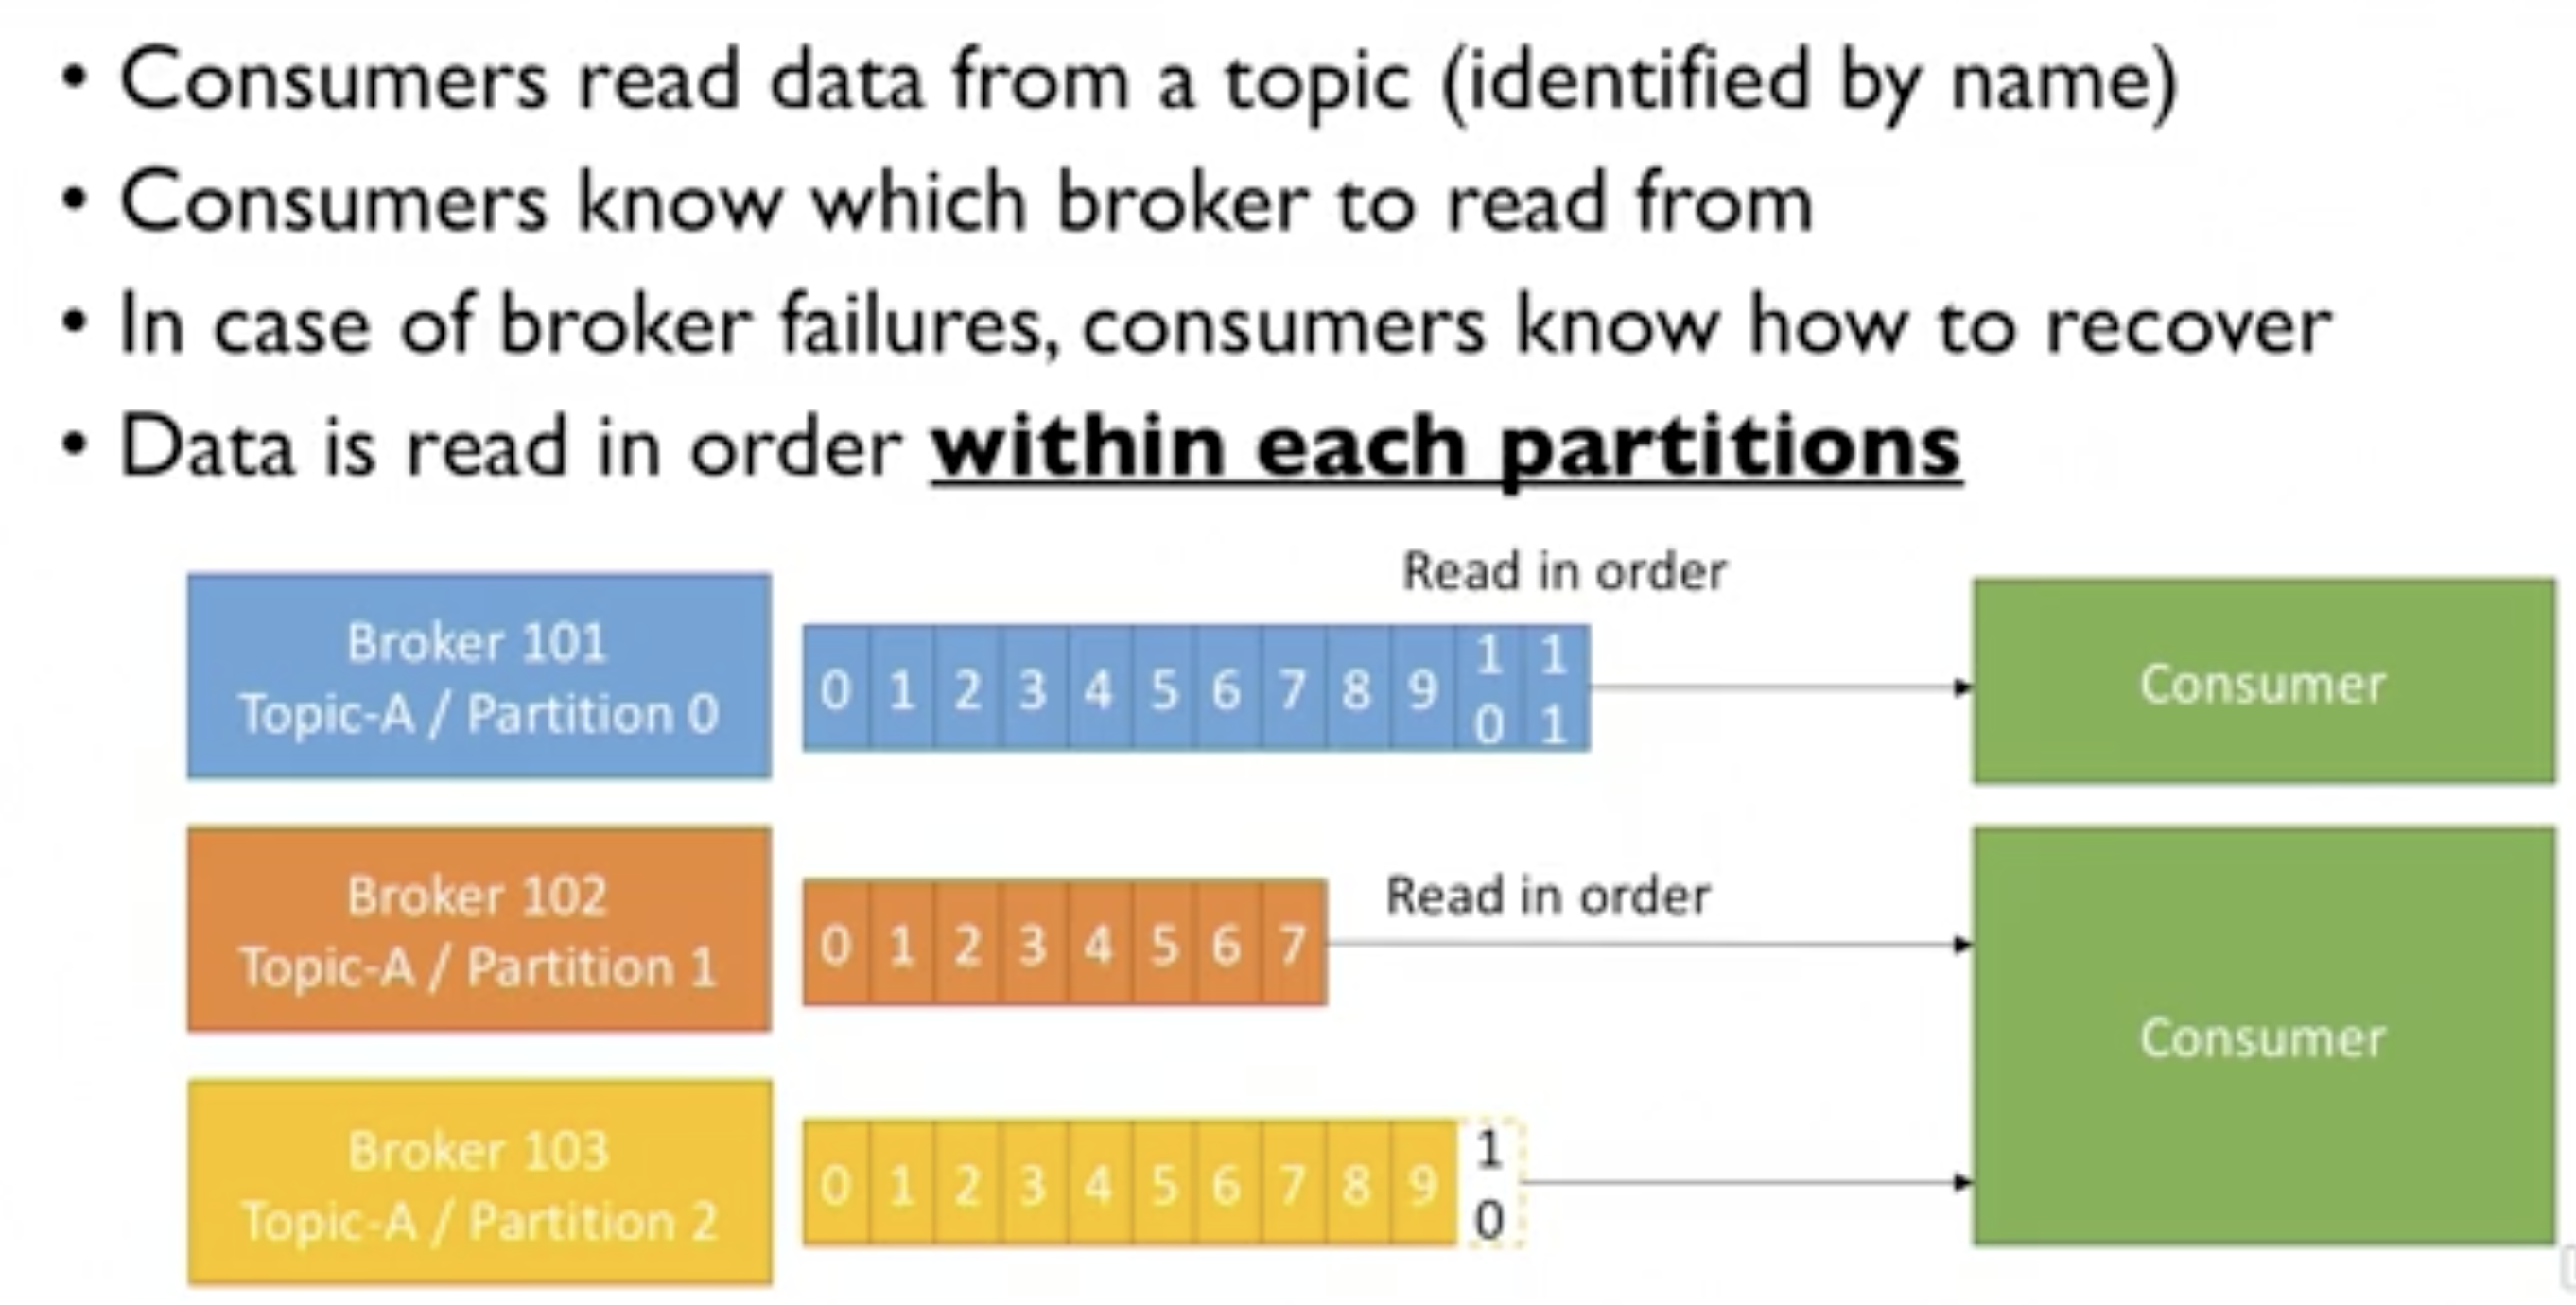 • Consumers read data from a topic (identified by name)
• Consumers know which broker to read from
• In case of broker failures, consumers know how to recover
• Data is read in order within each partitions
Read in order
Broker 101
Topic-A / Partition 0
0 1 2 3 4 5 6 7 8 9 10 11
Consumer
Broker 102
Topic-A / Partition 1
0 1 2 3 4 5 6 7
Read in order
Consumer
Broker 103
Topic-A / Partition 2
0 1 2 3 4 5 6 7 8 9 10